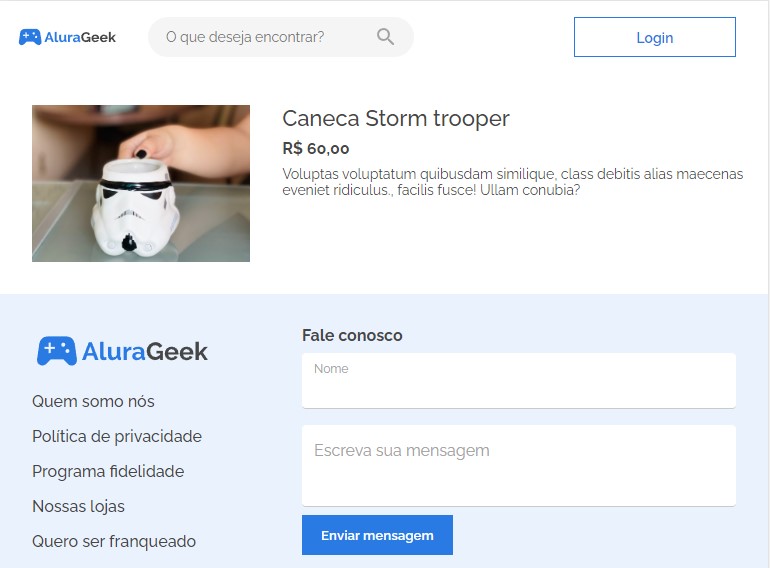 AluraGeek
O que deseja encontrar?
Login
Caneca Storm trooper
R$ 60,00
Voluptas voluptatum quibusdam similique, class debitis alias maecenas
eveniet ridiculus., facilis fusce! Ullam conubia?
AluraGeek
Quem somo nós
Política de privacidade
Programa fidelidade
Nossas lojas
Quero ser franqueado
Fale conosco
Nome
Escreva sua mensagem
Enviar mensagem